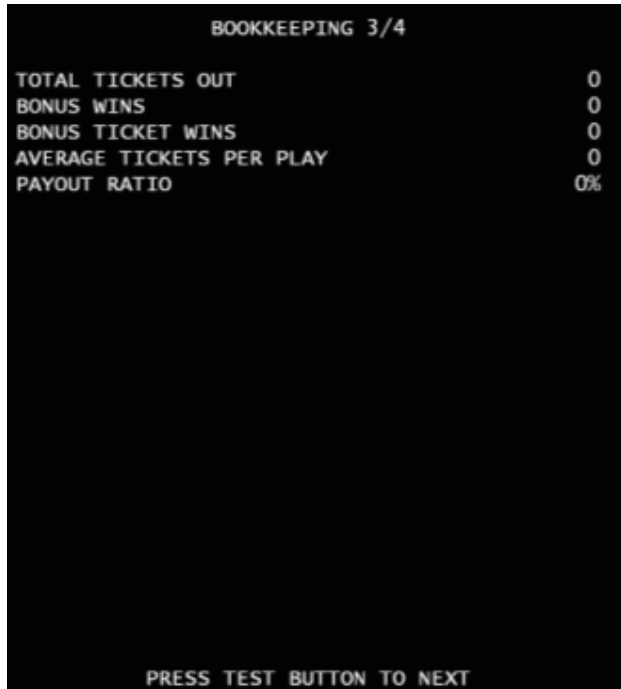 BOOKKEEPING 3/4
TOTAL TICKETS OUT 0
BONUS WINS 0
BONUS TICKET WINS 0
AVERAGE TICKETS PER PLAY 0
PAYOUT RATIO 0%
PRESS TEST BUTTON TO NEXT